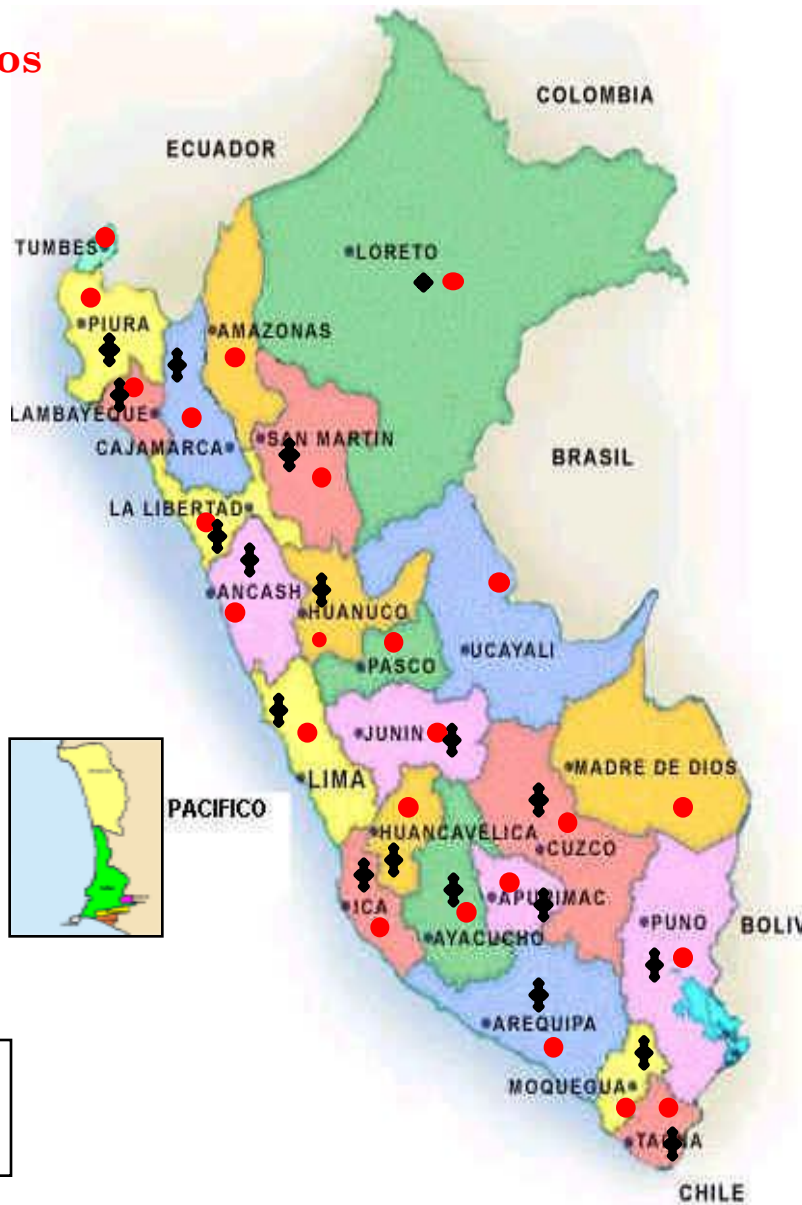 os
COLOMBIA
ECUADOR
TUMBES
LORETO
PIURA
AMAZONAS
LAMBAYEQUE
CAJAMARCA
SAN MARTIN
BRASIL
LA LIBERTAD
ANCASH
HUANUCO
UCAYALI
PASCO
JUNIN
MADRE DE DIOS
LIMA
PACIFICO
HUANCAVELICA
CUZCO
APURIMAC
ICA
PUNO
BOLIV
AYACUCHO
AREQUIPA
MOQUEGUA
CHILE